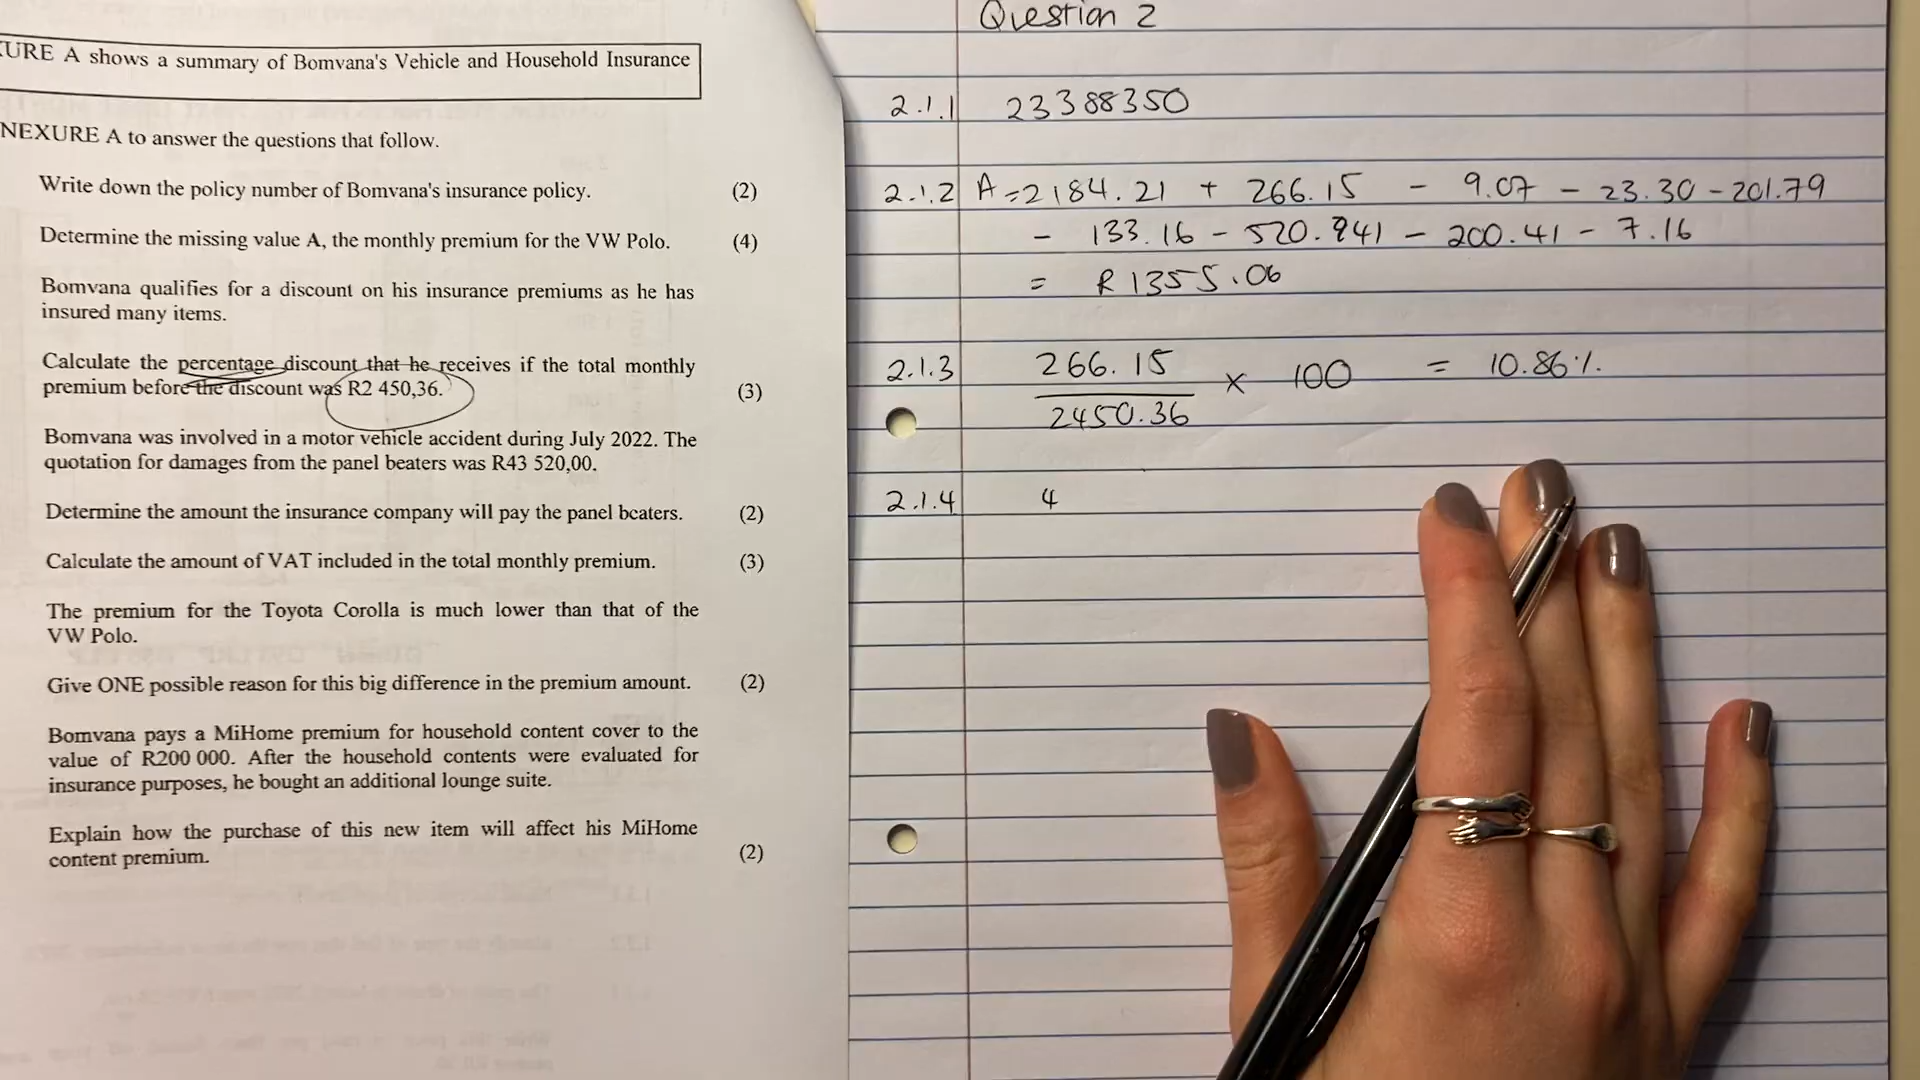 URE A shows a summary of Bomvana's Vehicle and Household Insurance
NEXURE A to answer the questions that follow.
Write down the policy number of Bomvana's insurance policy. (2)
Determine the missing value A, the monthly premium for the VW Polo. (4)
Bomvana qualifies for a discount on his insurance premiums as he has
insured many items.
Calculate the percentage discount that he receives if the total monthly
premium before the discount was R2 450,36. (3)
Bomvana was involved in a motor vehicle accident during July 2022. The
quotation for damages from the panel beaters was R43 520,00.
Determine the amount the insurance company will pay the panel beaters. (2)
Calculate the amount of VAT included in the total monthly premium. (3)
The premium for the Toyota Corolla is much lower than that of the
VW Polo.
Give ONE possible reason for this big difference in the premium amount. (2)
Bomvana pays a MiHome premium for household content cover to the
value of R200 000. After the household contents were evaluated for
insurance purposes, he bought an additional lounge suite.
Explain how the purchase of this new item will affect his MiHome
content premium. (2)
Question 2
2.1.1 23388350
2.1.2 A = 2184.21 + 266.15 - 9.07 - 23.30 - 201.79
- 133.16 - 520.841 - 200.41 - 7.16
= R1355.06
2.1.3 266.15 × 100 = 10.86%
2450.36
2.1.4 4